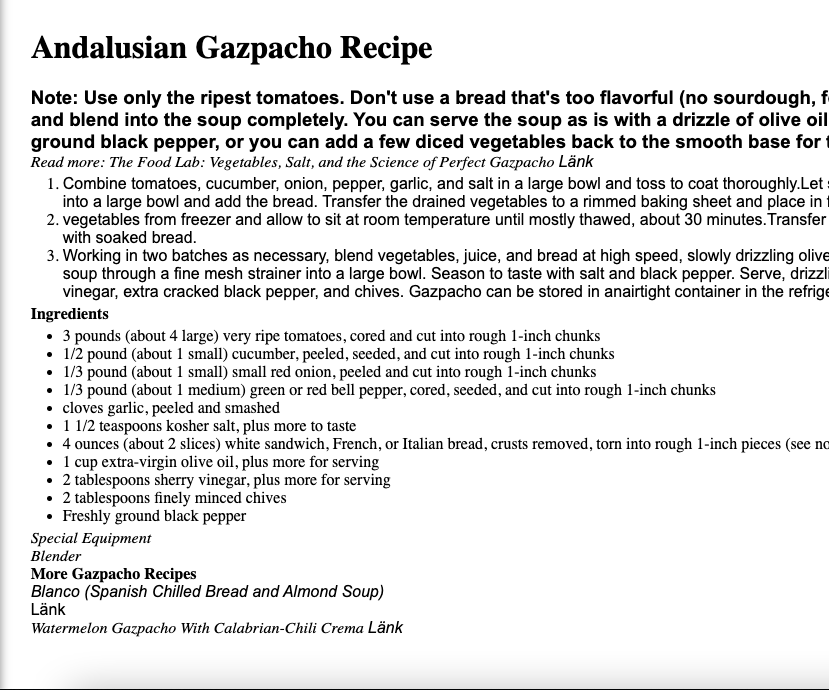 Andalusian Gazpacho Recipe
Note: Use only the ripest tomatoes. Don't use a bread that's too flavorful (no sourdough,
and blend into the soup completely. You can serve the soup as is with a drizzle of olive oil
ground black pepper, or you can add a few diced vegetables back to the smooth base for
Read more: The Food Lab: Vegetables, Salt, and the Science of Perfect Gazpacho Länk
1. Combine tomatoes, cucumber, onion, pepper, garlic, and salt in a large bowl and toss to coat thoroughly.Let
into a large bowl and add the bread. Transfer the drained vegetables to a rimmed baking sheet and place in
2. vegetables from freezer and allow to sit at room temperature until mostly thawed, about 30 minutes.Transfer
with soaked bread.
3. Working in two batches as necessary, blend vegetables, juice, and bread at high speed, slowly drizzling olive
soup through a fine mesh strainer into a large bowl. Season to taste with salt and black pepper. Serve,
vinegar, extra cracked black pepper, and chives. Gazpacho can be stored in anairtight container in the
Ingredients
• 3 pounds (about 4 large) very ripe tomatoes, cored and cut into rough 1-inch chunks
• 1/2 pound (about 1 small) cucumber, peeled, seeded, and cut into rough 1-inch chunks
• 1/3 pound (about 1 small) small red onion, peeled and cut into rough 1-inch chunks
• 1/3 pound (about 1 medium) green or red bell pepper, cored, seeded, and cut into rough 1-inch chunks
• cloves garlic, peeled and smashed
• 1 1/2 teaspoons kosher salt, plus more to taste
• 4 ounces (about 2 slices) white sandwich, French, or Italian bread, crusts removed, torn into rough 1-inch pieces (see
• 1 cup extra-virgin olive oil, plus more for serving
• 2 tablespoons sherry vinegar, plus more for serving
• 2 tablespoons finely minced chives
• Freshly ground black pepper
Special Equipment
Blender
More Gazpacho Recipes
Blanco (Spanish Chilled Bread and Almond Soup)
Länk
Watermelon Gazpacho With Calabrian-Chili Crema Länk